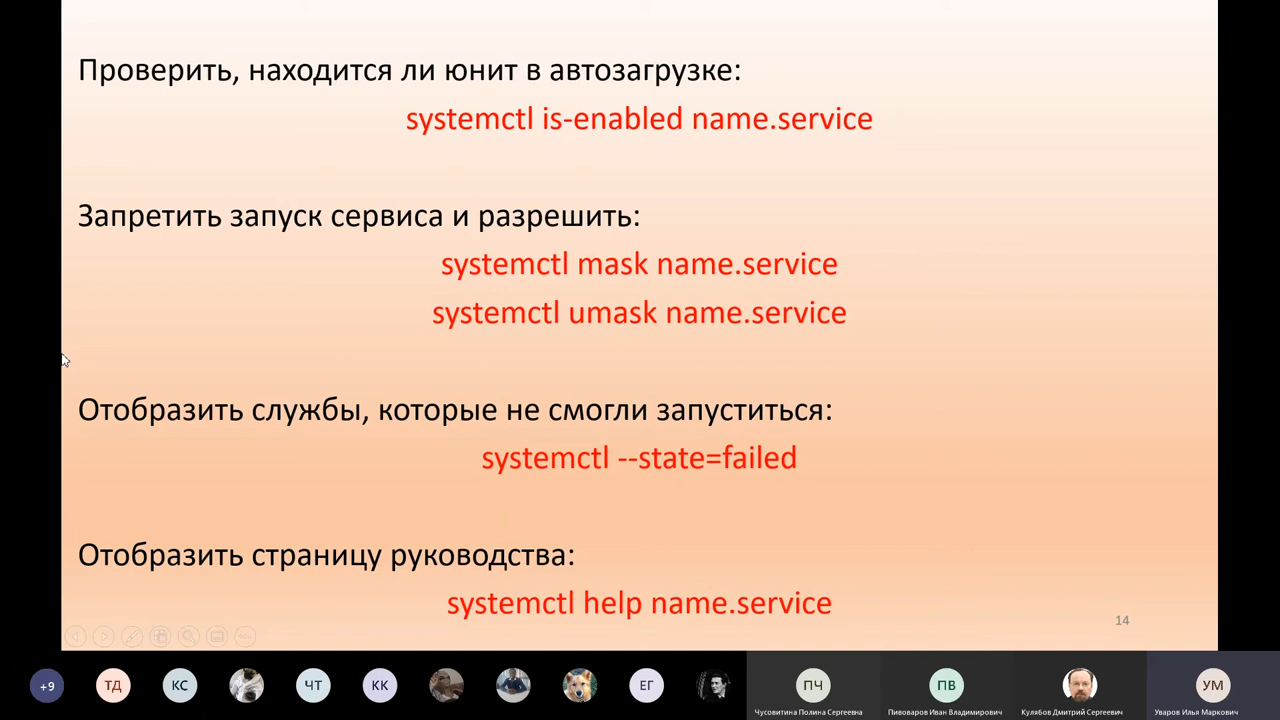 Проверить, находится ли юнит в автозагрузке:
systemctl is-enabled name.service
Запретить запуск сервиса и разрешить:
systemctl mask name.service
systemctl umask name.service
Отобразить службы, которые не смогли запуститься:
systemctl --state=failed
Отобразить страницу руководства:
systemctl help name.service
14
+9
ТД
КС
ЧТ
КК
ЕГ
ПЧ
ПВ
УМ
Чусовитина Полина Сергеевна
Пивоваров Иван Владимирович
Кулябов Дмитрий Сергеевич
Уваров Илья Маркович